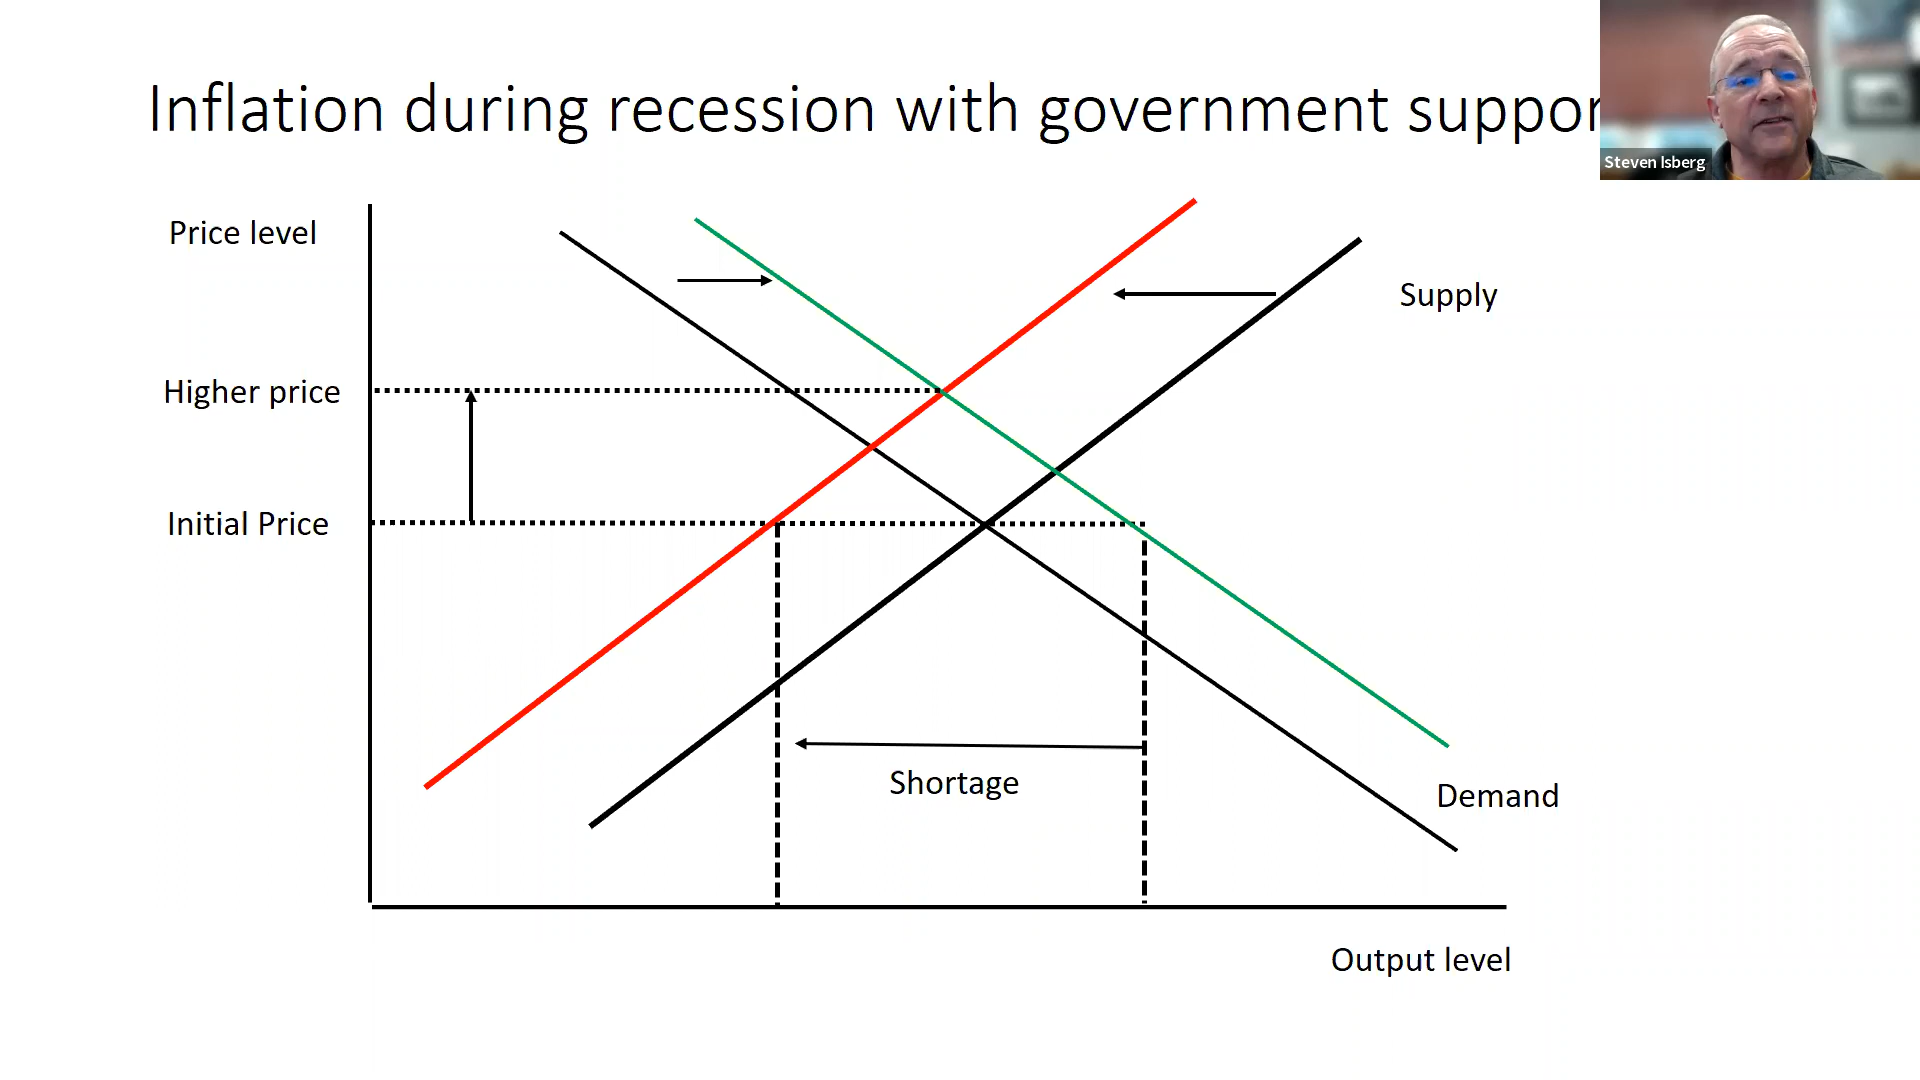 Inflation during recession with government suppor
Steven Isberg
Price level
Supply
Higher price
Initial Price
Shortage
Demand
Output level